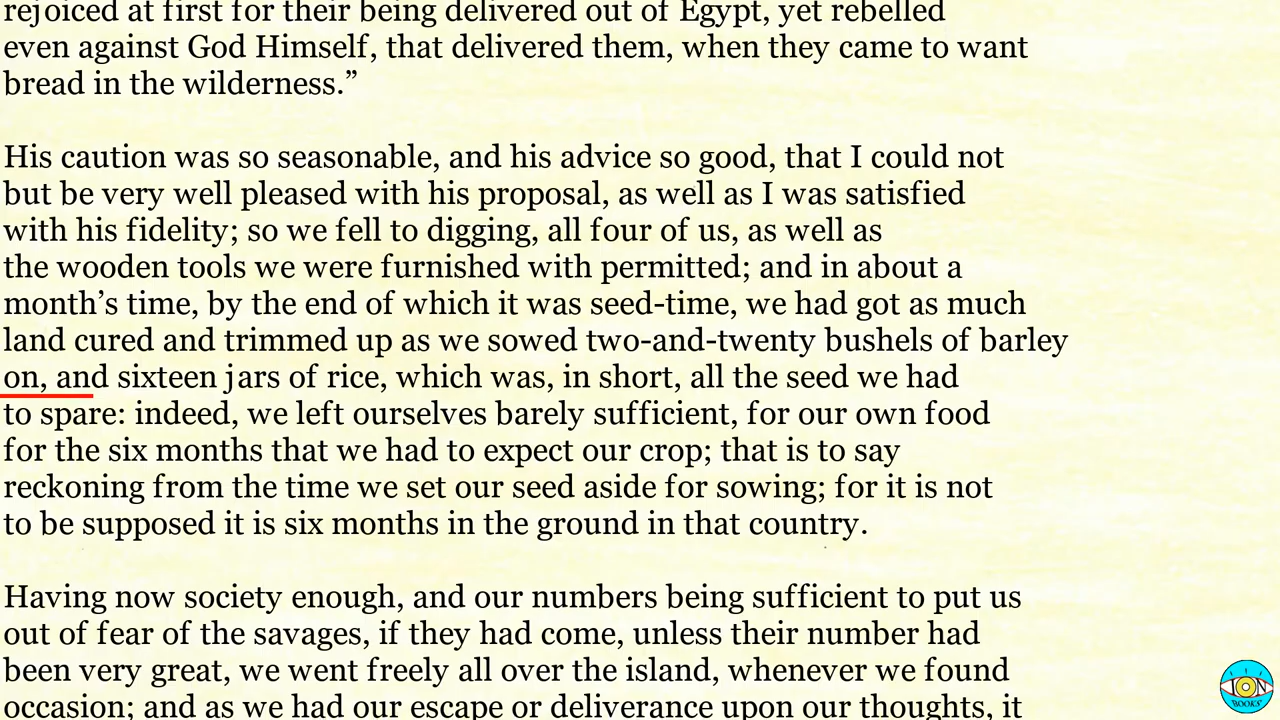 rejoiced at first for their being delivered out of Egypt, yet rebelled
even against God Himself, that delivered them, when they came to want
bread in the wilderness.”
His caution was so seasonable, and his advice so good, that I could not
but be very well pleased with his proposal, as well as I was satisfied
with his fidelity; so we fell to digging, all four of us, as well as
the wooden tools we were furnished with permitted; and in about a
month’s time, by the end of which it was seed-time, we had got as much
land cured and trimmed up as we sowed two-and-twenty bushels of barley
on, and sixteen jars of rice, which was, in short, all the seed we had
to spare: indeed, we left ourselves barely sufficient, for our own food
for the six months that we had to expect our crop; that is to say
reckoning from the time we set our seed aside for sowing; for it is not
to be supposed it is six months in the ground in that country.
Having now society enough, and our numbers being sufficient to put us
out of fear of the savages, if they had come, unless their number had
been very great, we went freely all over the island, whenever we found
occasion; and as we had our escape or deliverance upon our thoughts, it
ION
BOOKS